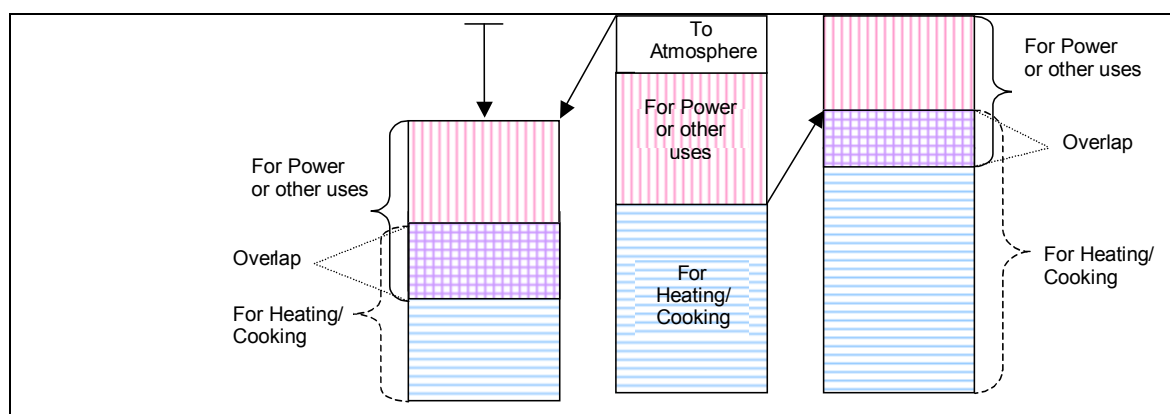 For Power
or other uses
Overlap
For Heating/
Cooking
To
Atmosphere
For Power
or other
uses
For
Heating/
Cooking
For Power
or other uses
Overlap
For Heating/
Cooking